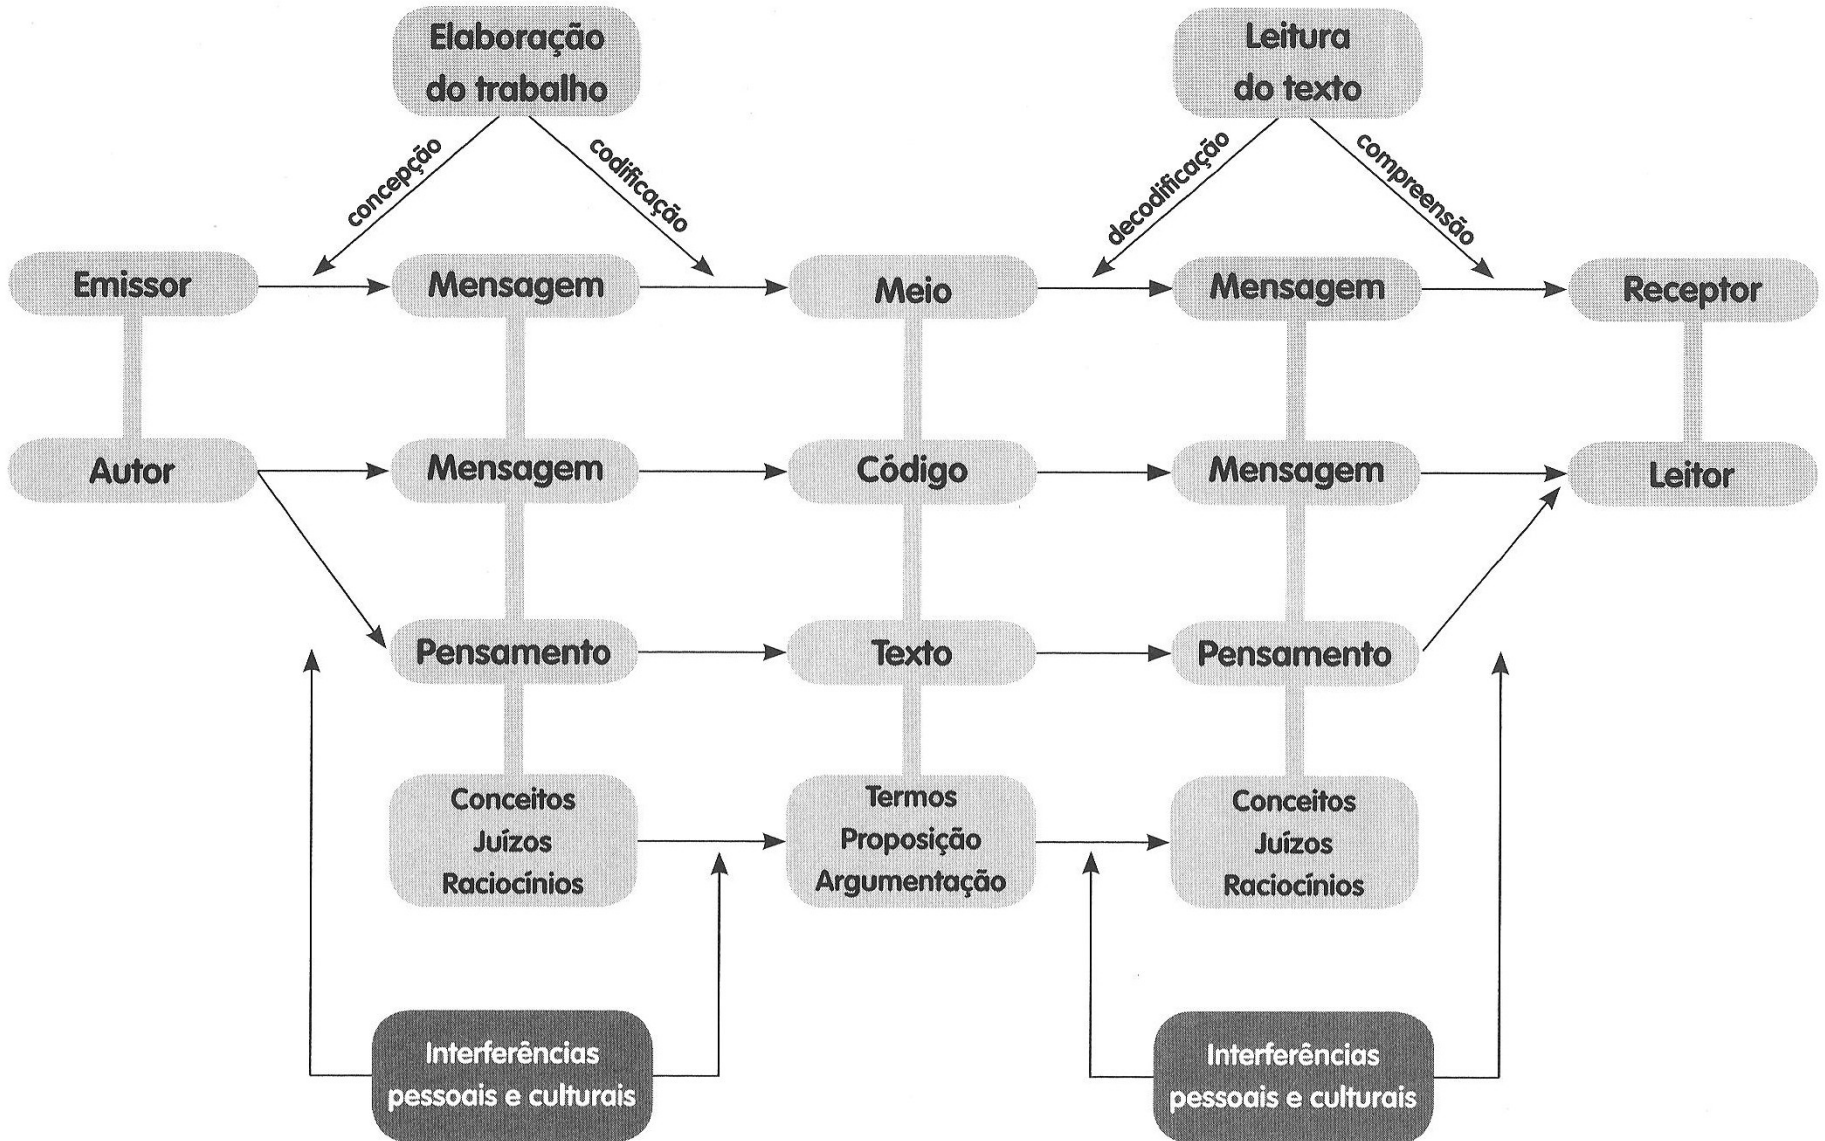 Elaboração
do trabalho
Leitura
do texto
concepção
codificação
decodificação
compreensão
Emissor
Mensagem
Meio
Mensagem
Receptor
Autor
Mensagem
Código
Mensagem
Leitor
Pensamento
Texto
Pensamento
Conceitos
Juízos
Raciocínios
Termos
Proposição
Argumentação
Conceitos
Juízos
Raciocínios
Interferências
pessoais e culturais
Interferências
pessoais e culturais